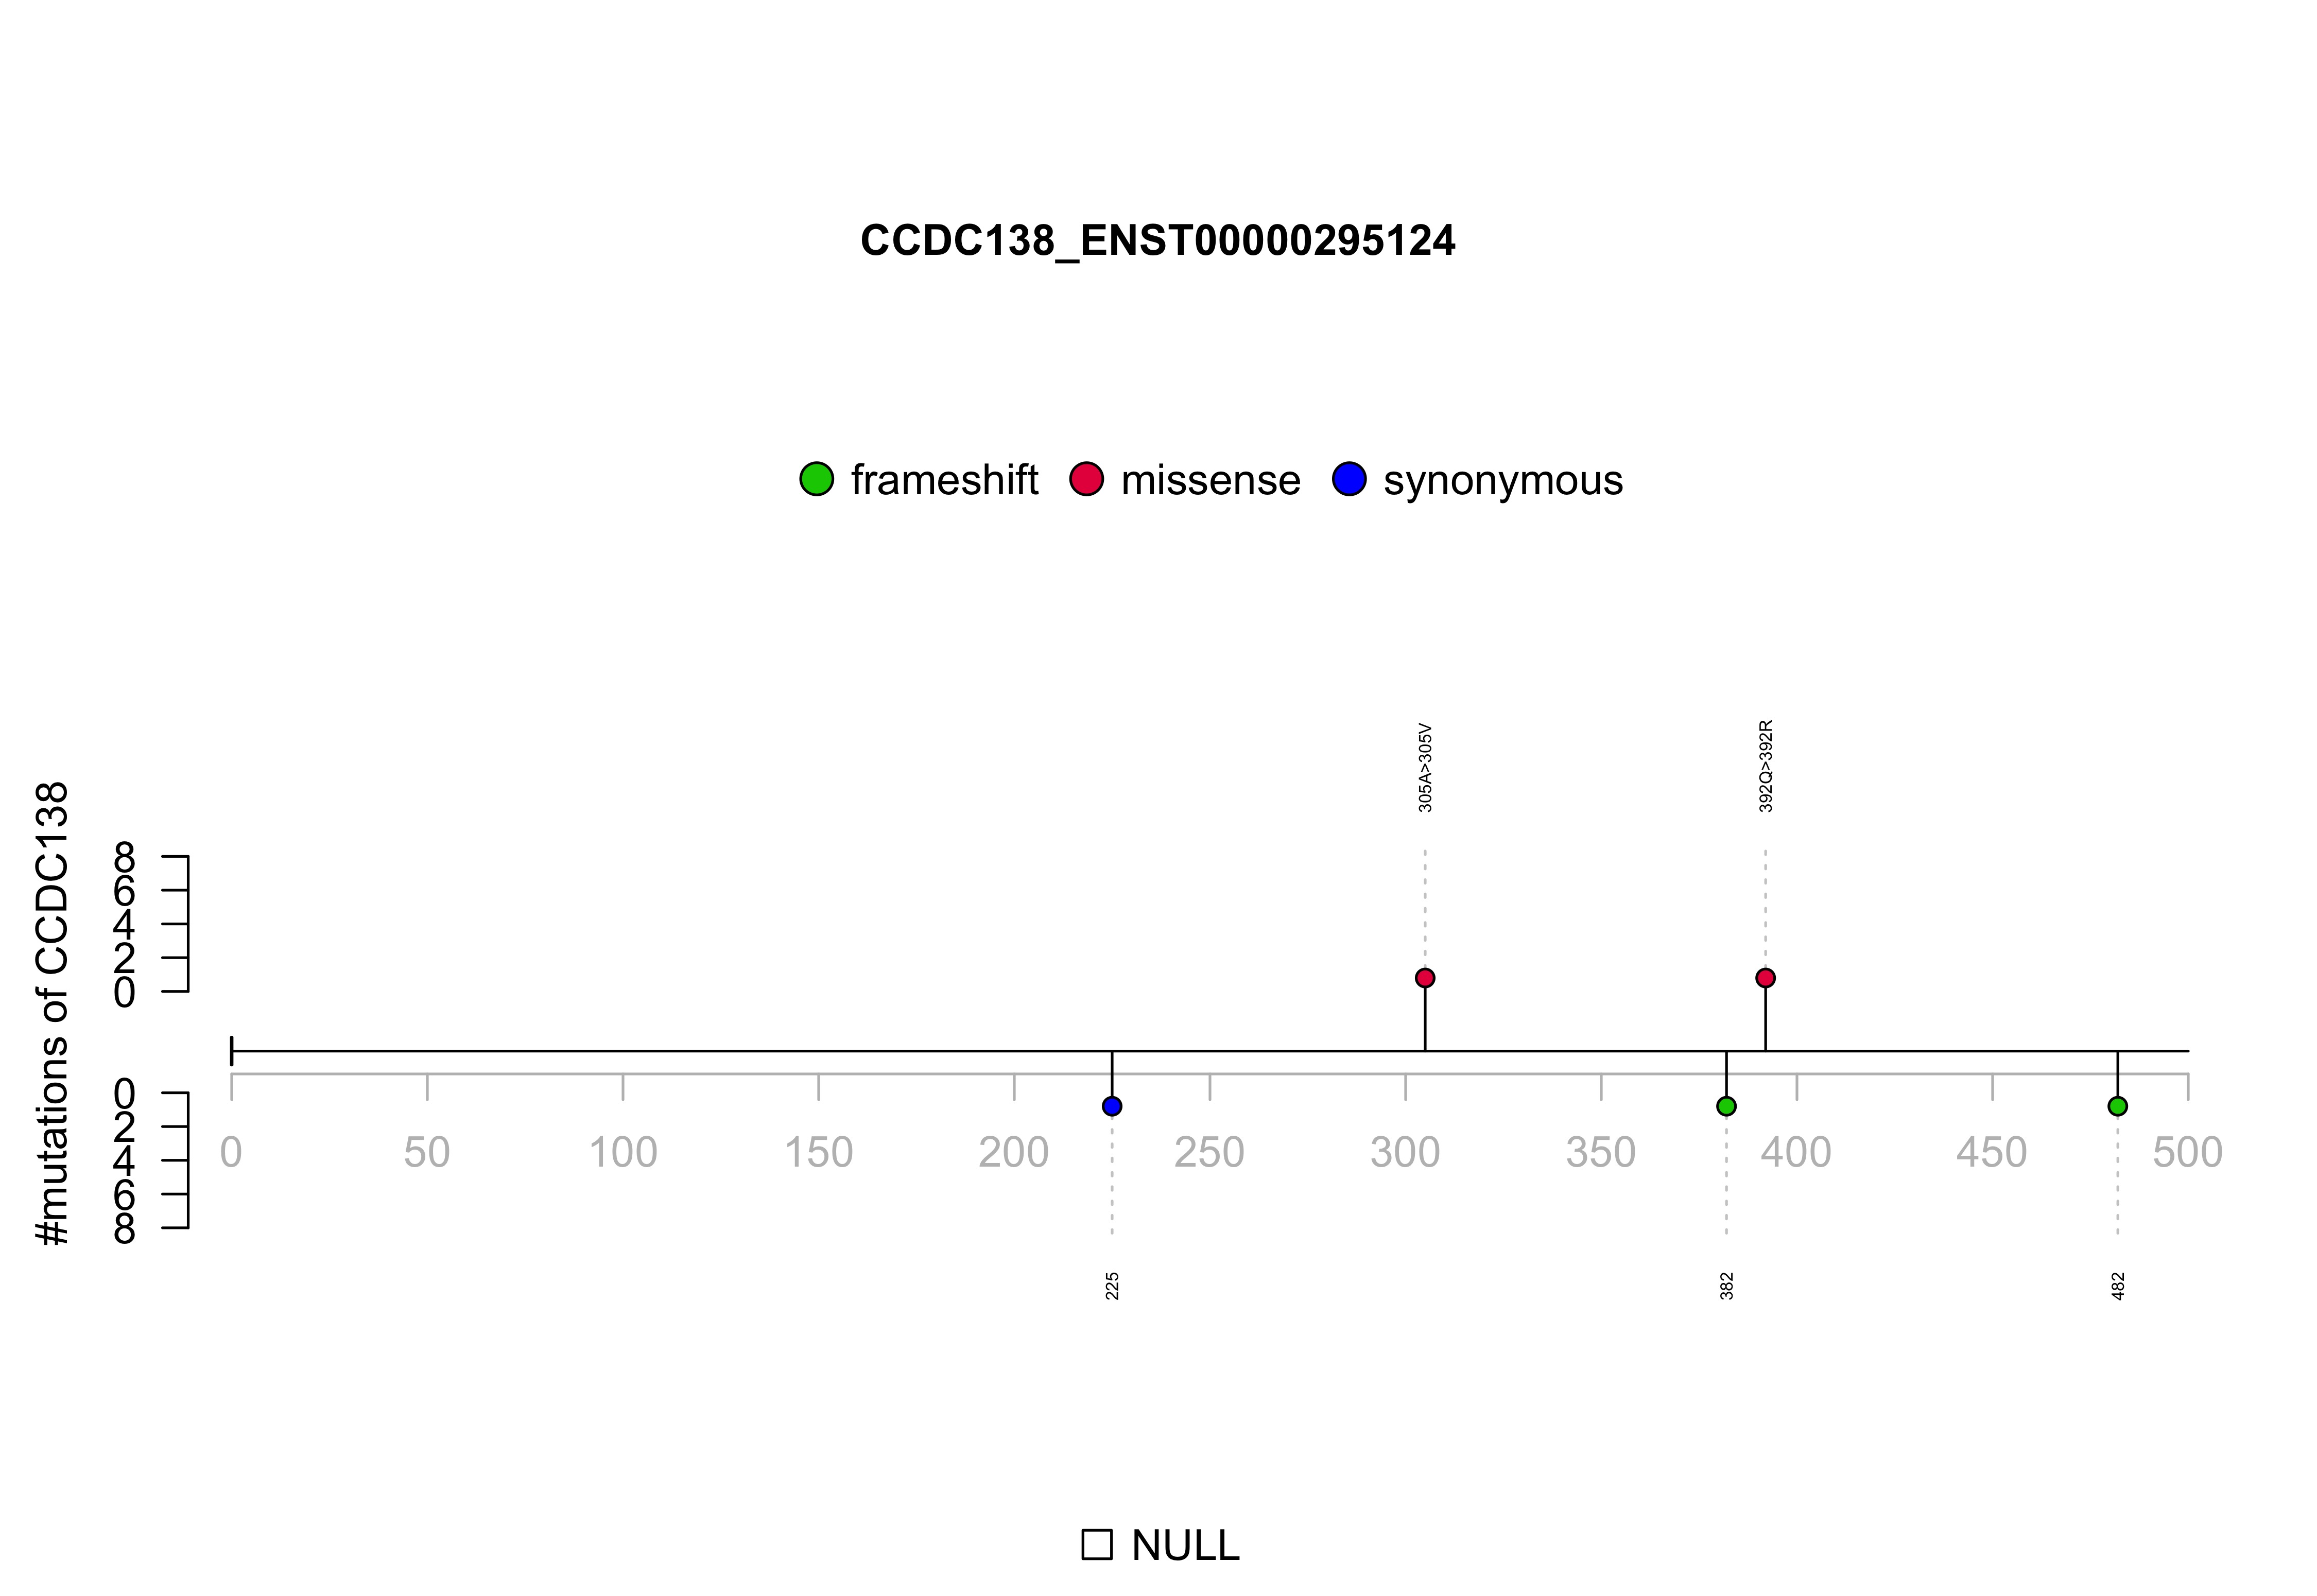 CCDC138_ENST00000295124
frameshift missense synonymous
305A>305V
392Q>392R
#mutations of CCDC138
8
6
4
2
0
0
2
4
6
8
0 50 100 150 200 250 300 350 400 450 500
225
382
482
NULL